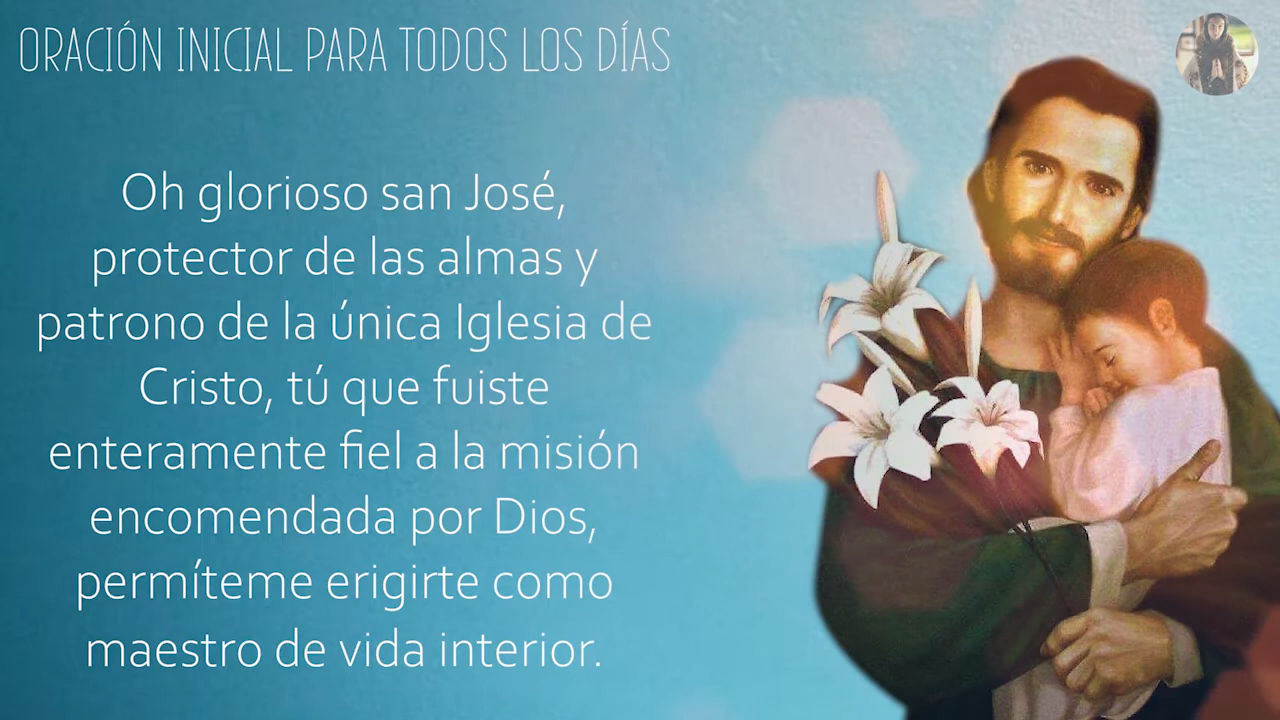 ORACIÓN INICIAL PARA TODOS LOS DÍAS
Oh glorioso san José,
protector de las almas y
patrono de la única Iglesia de
Cristo, tú que fuiste
enteramente fiel a la misión
encomendada por Dios,
permíteme erigirte como
maestro de vida interior.